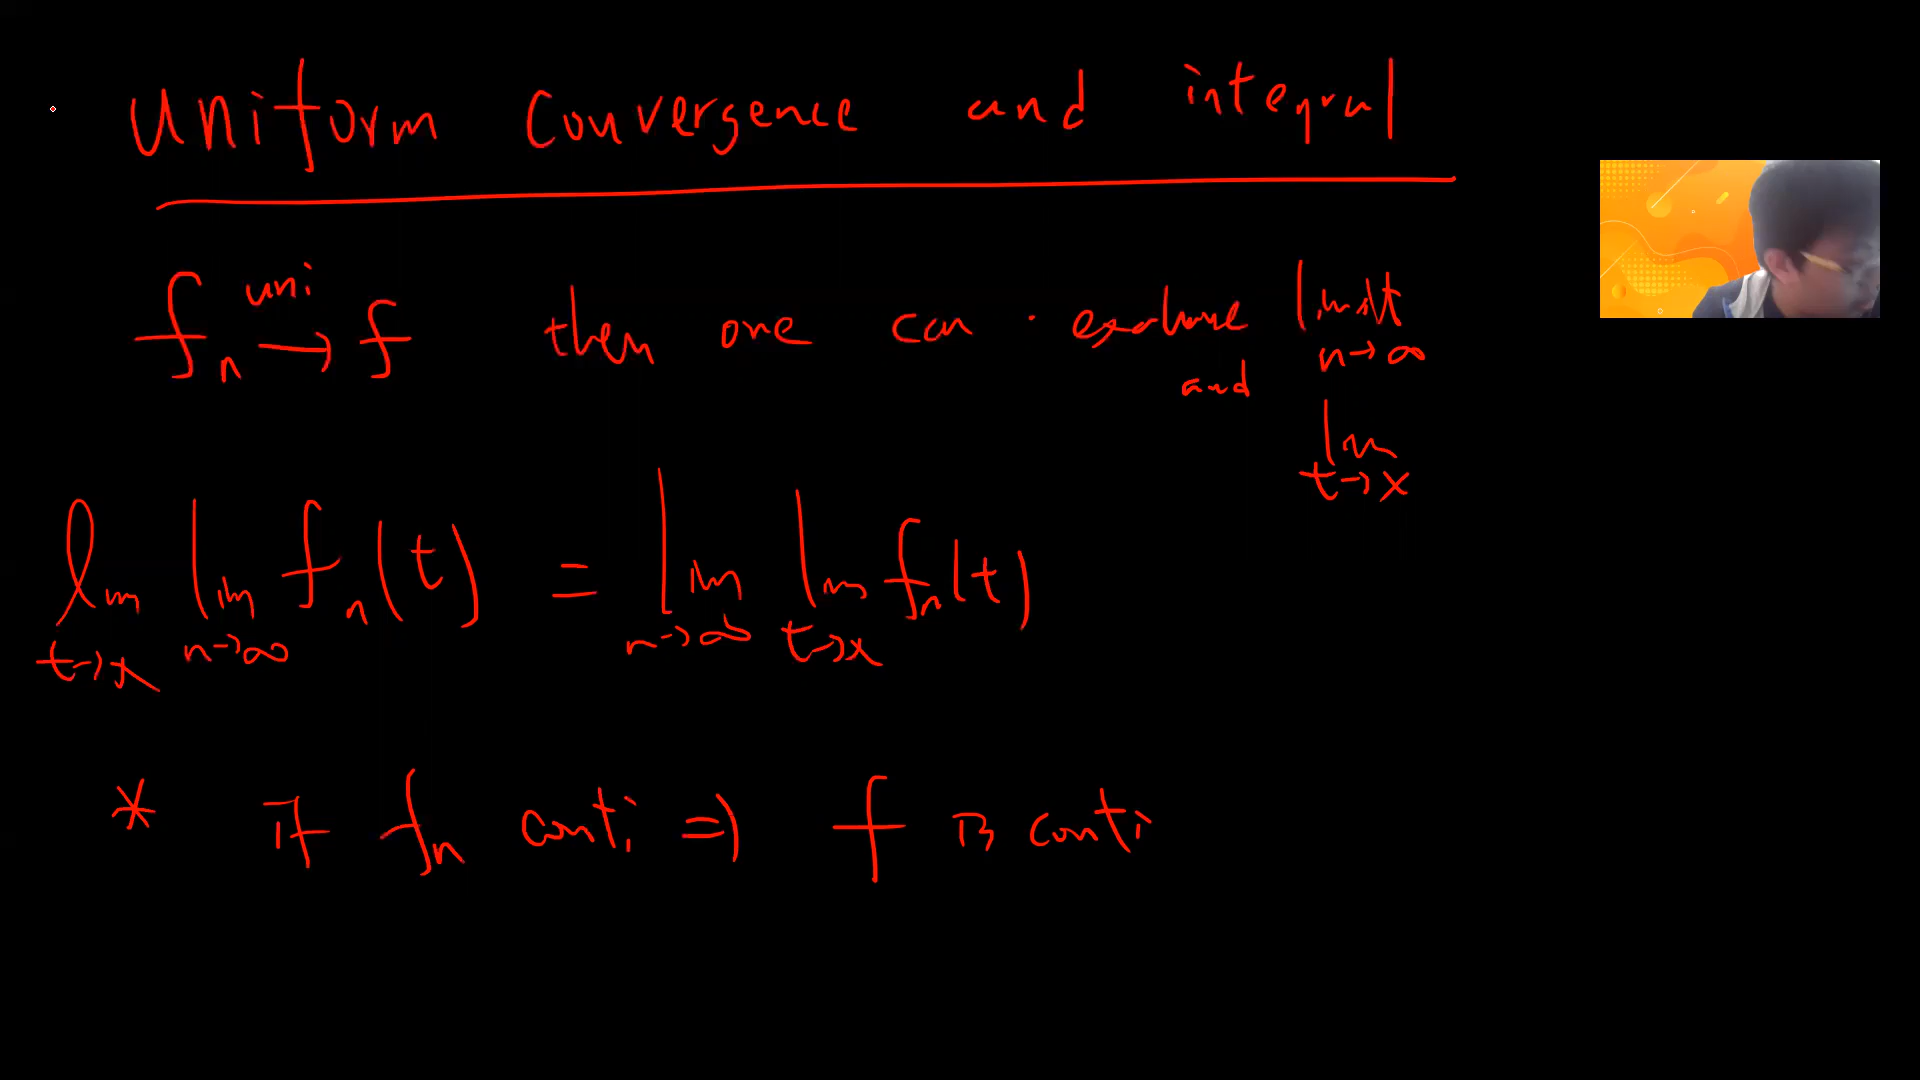 Uniform Convergence and integral
fn uni → f then one can · exchange limit n→∞
and lim t→x
lim t→x lim n→∞ fn(t) = lim n→∞ lim t→x fn(t)
* if fn conti ⇒ f is conti